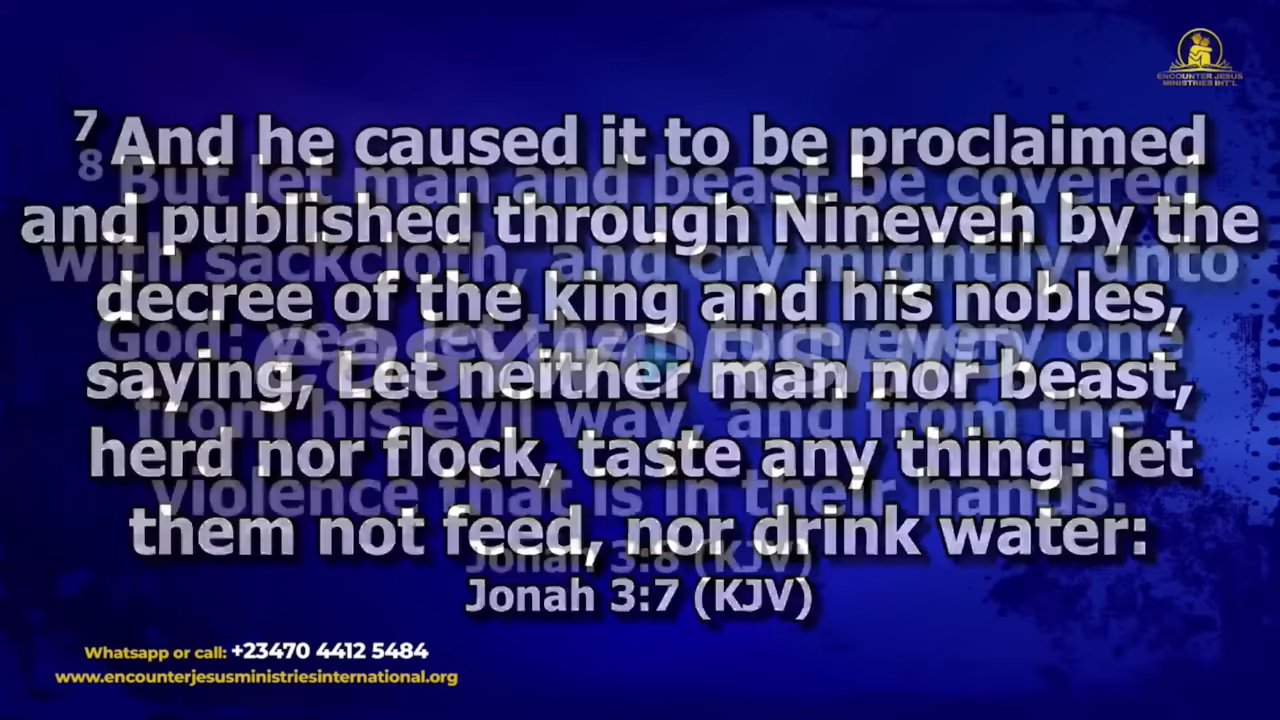 ENCOUNTER JESUS
MINISTRIES INT'L
7 And he caused it to be proclaimed
and published through Nineveh by the
decree of the king and his nobles,
saying, Let neither man nor beast,
herd nor flock, taste any thing: let
them not feed, nor drink water:
Jonah 3:7 (KJV)
8 But let man and beast be covered
with sackcloth, and cry mightily unto
God: yea, let them turn every one
from his evil way, and from the
violence that is in their hands.
Jonah 3:8 (KJV)
Whatsapp or call: +23470 4412 5484
www.encounterjesusministriesinternational.org